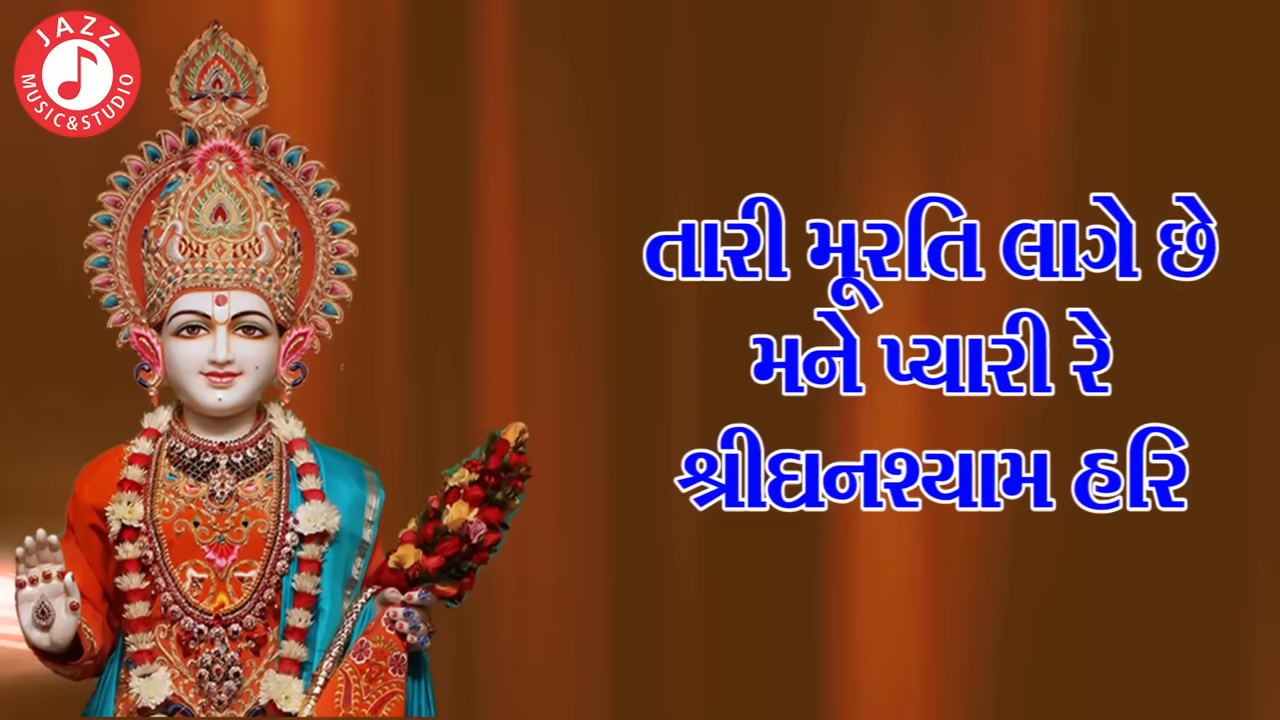 JAZZ
MUSIC&STUDIO
તારી મૂરતિ લાગે છે
મને પ્યારી રે
શ્રીઘનશ્યામ હરિ